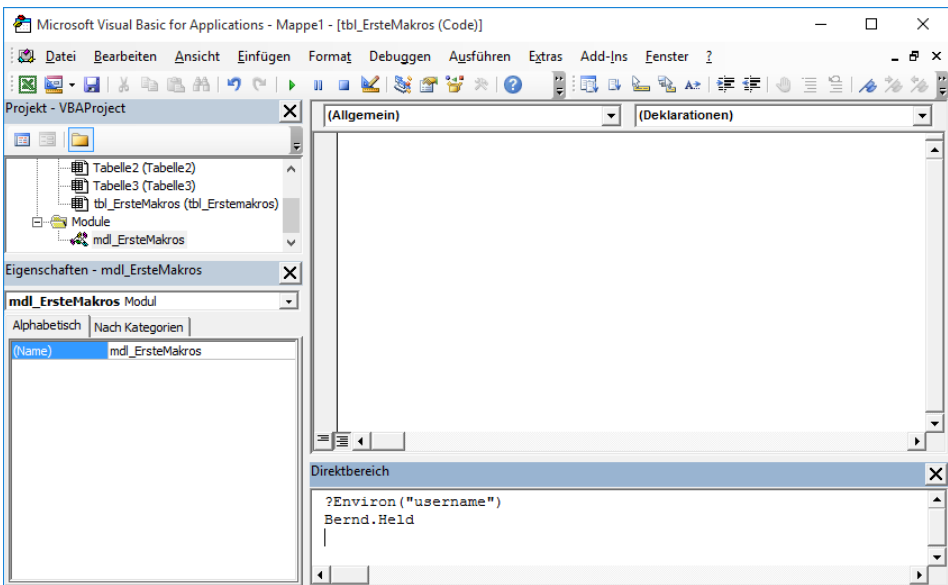 Microsoft Visual Basic for Applications - Mappe1 - [tbl_ErsteMakros (Code)]
Datei Bearbeiten Ansicht Einfügen Format Debuggen Ausführen Extras Add-Ins Fenster ?
Projekt - VBAProject
(Allgemein) (Deklarationen)
Tabelle2 (Tabelle2)
Tabelle3 (Tabelle3)
tbl_ErsteMakros (tbl_Erstemakros)
Module
mdl_ErsteMakros
Eigenschaften - mdl_ErsteMakros
mdl_ErsteMakros Modul
Alphabetisch Nach Kategorien
(Name) mdl_ErsteMakros
Direktbereich
?Environ("username")
Bernd.Held